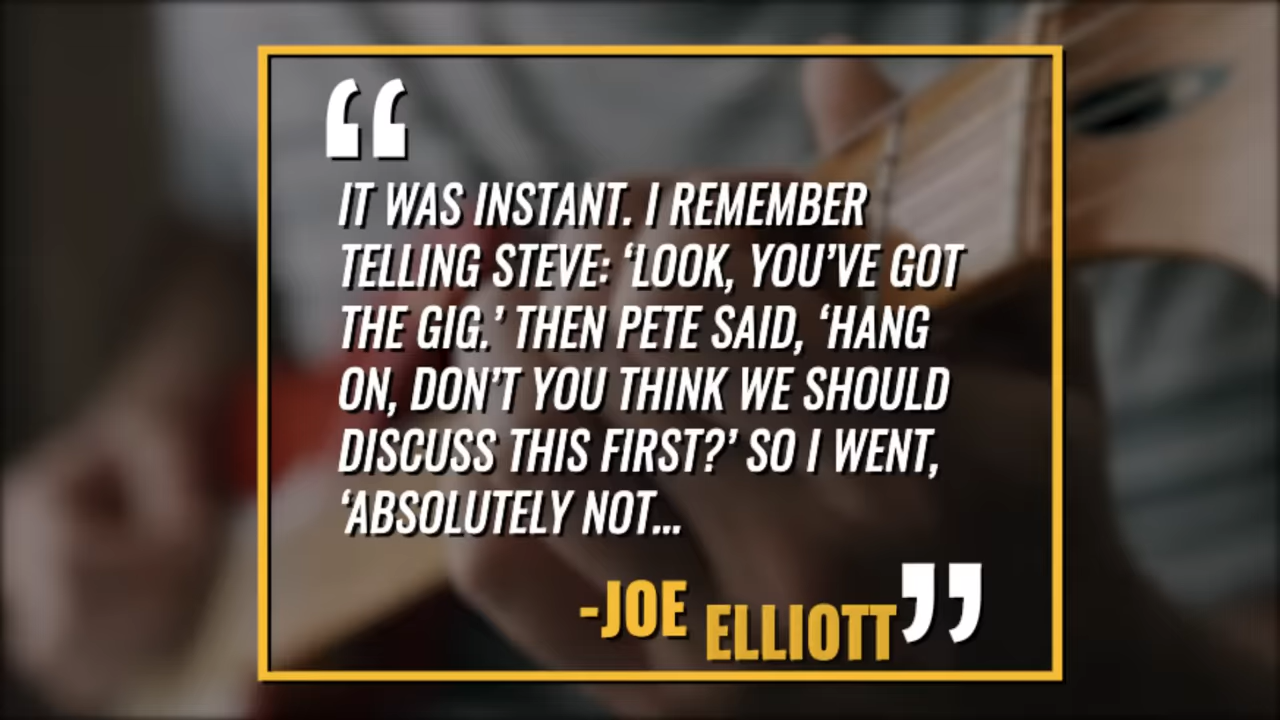 “
IT WAS INSTANT. I REMEMBER
TELLING STEVE: ‘LOOK, YOU’VE GOT
THE GIG.’ THEN PETE SAID, ‘HANG
ON, DON’T YOU THINK WE SHOULD
DISCUSS THIS FIRST?’ SO I WENT,
‘ABSOLUTELY NOT...
-JOE ELLIOTT”